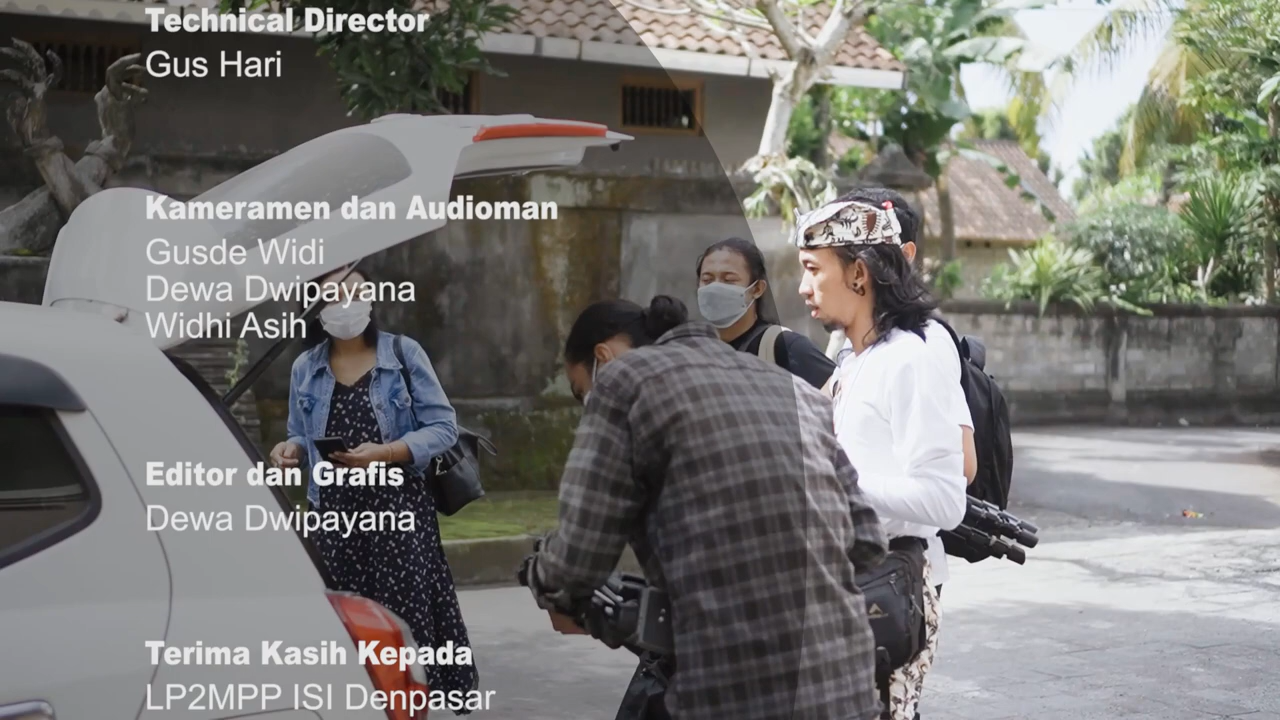 Technical Director
Gus Hari
Kameramen dan Audioman
Gusde Widi
Dewa Dwipayana
Widhi Asih
Editor dan Grafis
Dewa Dwipayana
Terima Kasih Kepada
LP2MPP ISI Denpasar